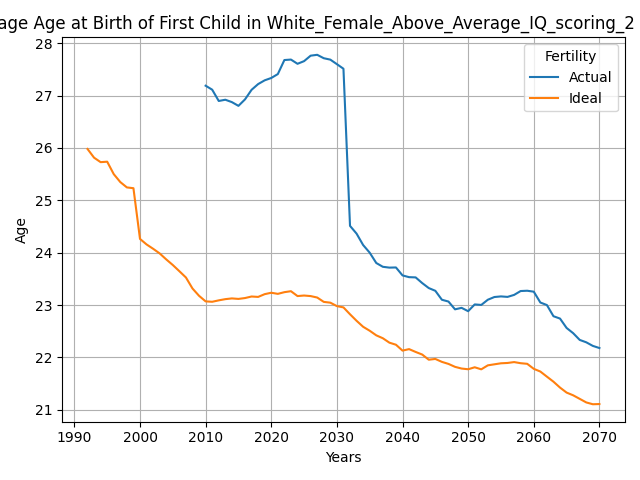 age Age at Birth of First Child in White_Female_Above_Average_IQ_scoring_2
Fertility
Actual
Ideal
28
27
26
25
24
23
22
21
Age
1990 2000 2010 2020 2030 2040 2050 2060 2070
Years